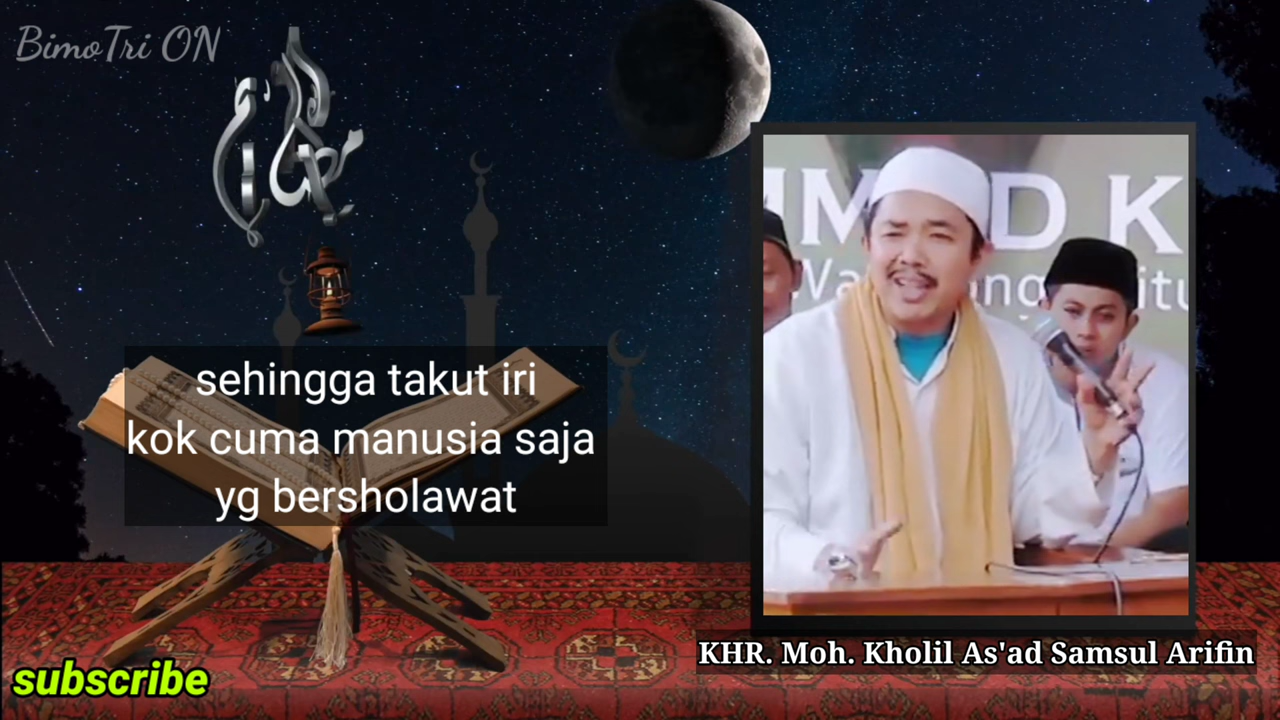 BimoTri ON
sehingga takut iri
kok cuma manusia saja
yg bersholawat
D K
KHR. Moh. Kholil As'ad Samsul Arifin
subscribe